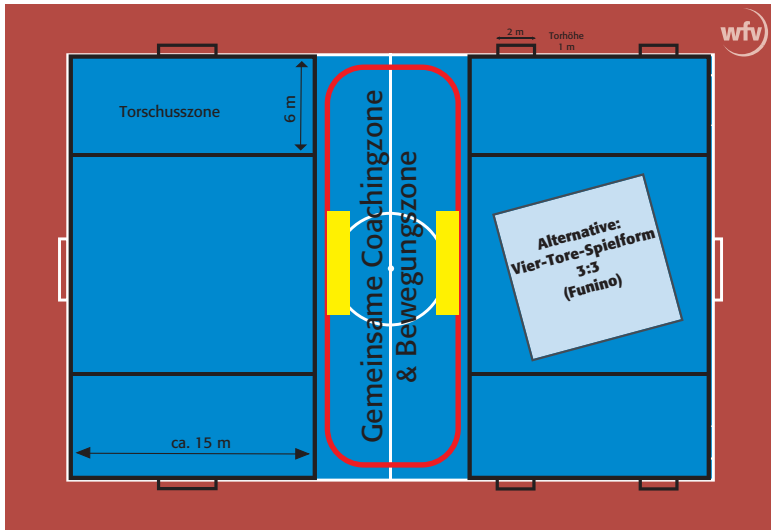 wfv
2 m
Torhöhe
1 m
Torschusszone
6 m
Gemeinsame Coachingzone
& Bewegungszone
Alternative:
Vier-Tore-Spielform
3:3
(Funino)
ca. 15 m